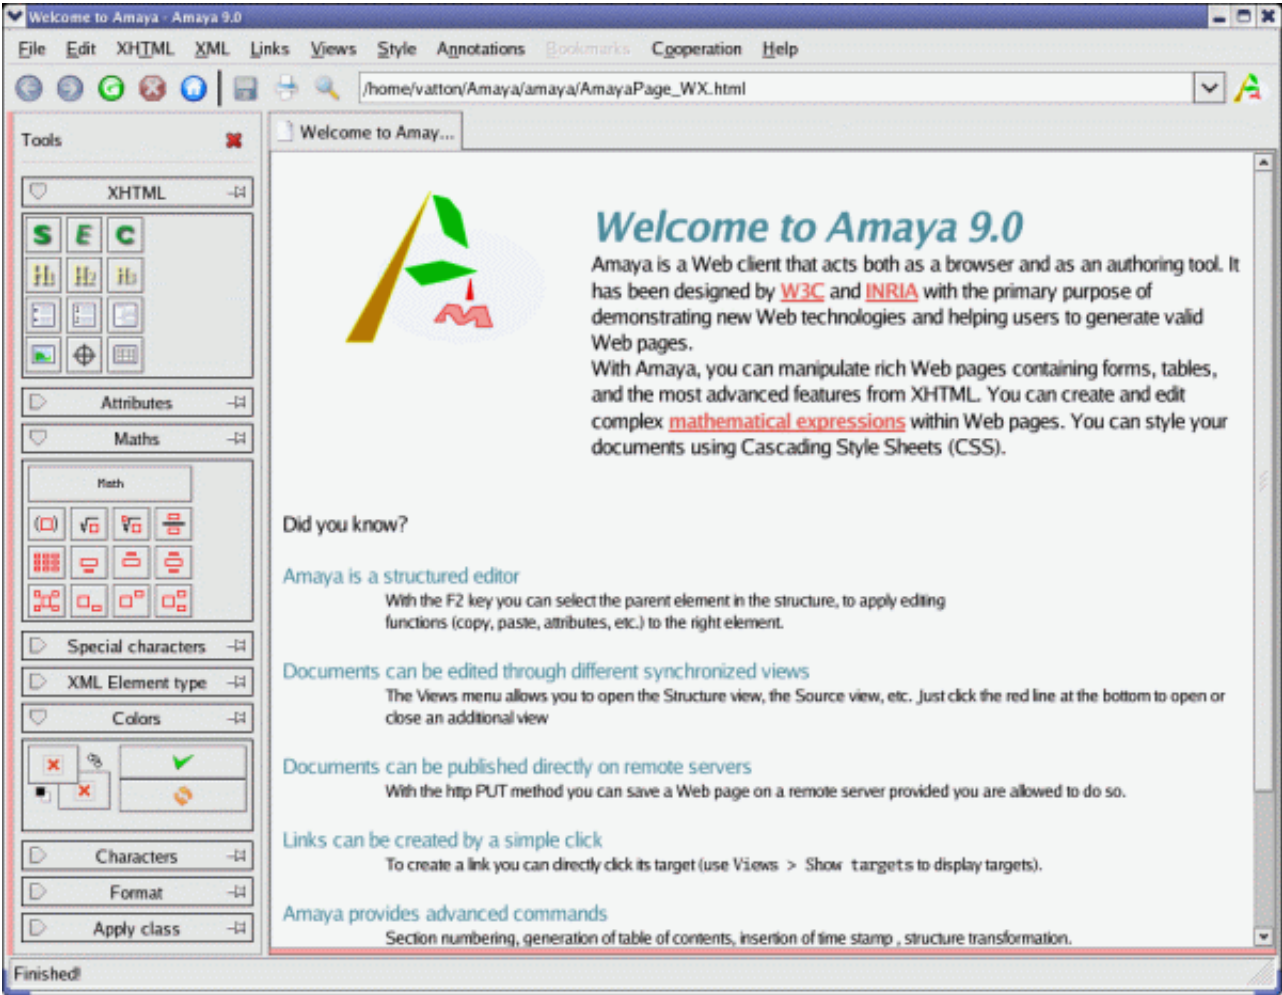 Welcome to Amaya - Amaya 9.0
File Edit XHTML XML Links Views Style Annotations Bookmarks Cooperation Help
/home/vatton/Amaya/amaya/AmayaPage_WX.html
Tools
XHTML
S E C
H1 H2 H3
Attributes
Maths
Math
Special characters
XML Element type
Colors
Characters
Format
Apply class
Welcome to Amay...
Welcome to Amaya 9.0
Amaya is a Web client that acts both as a browser and as an authoring tool. It
has been designed by W3C and INRIA with the primary purpose of
demonstrating new Web technologies and helping users to generate valid
Web pages.
With Amaya, you can manipulate rich Web pages containing forms, tables,
and the most advanced features from XHTML. You can create and edit
complex mathematical expressions within Web pages. You can style your
documents using Cascading Style Sheets (CSS).
Did you know?
Amaya is a structured editor
With the F2 key you can select the parent element in the structure, to apply editing
functions (copy, paste, attributes, etc.) to the right element.
Documents can be edited through different synchronized views
The Views menu allows you to open the Structure view, the Source view, etc. Just click the red line at the bottom to open or
close an additional view
Documents can be published directly on remote servers
With the http PUT method you can save a Web page on a remote server provided you are allowed to do so.
Links can be created by a simple click
To create a link you can directly click its target (use Views > Show targets to display targets).
Amaya provides advanced commands
Section numbering, generation of table of contents, insertion of time stamp , structure transformation.
Finished!